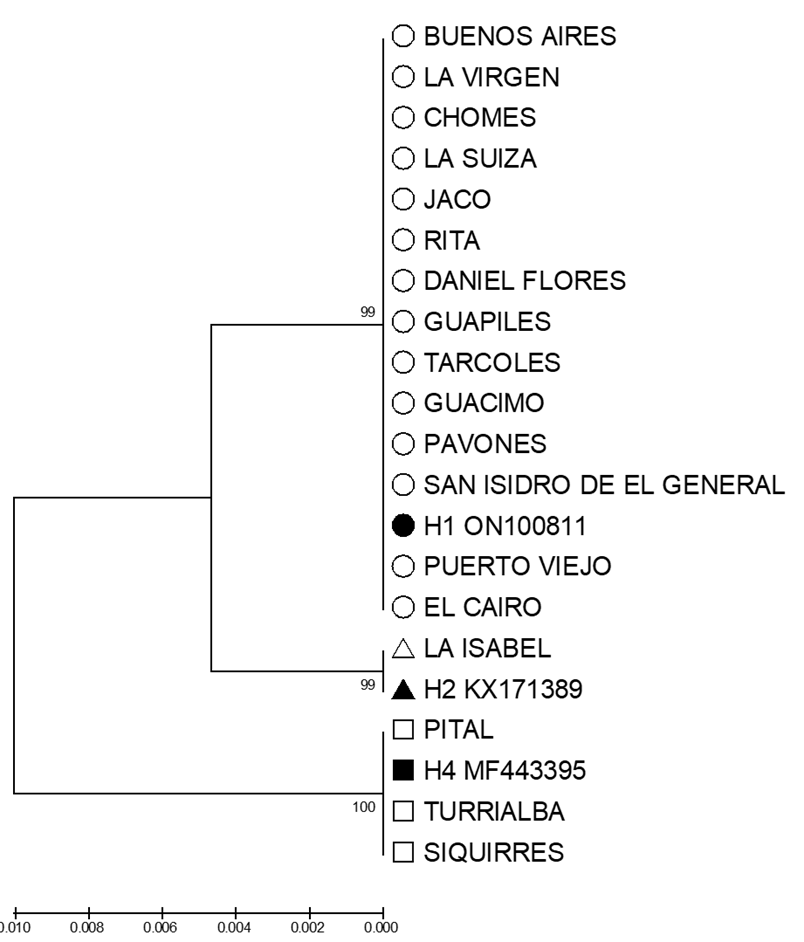 BUENOS AIRES
LA VIRGEN
CHOMES
LA SUIZA
JACO
RITA
DANIEL FLORES
99
GUAPILES
TARCOLES
GUACIMO
PAVONES
SAN ISIDRO DE EL GENERAL
H1 ON100811
PUERTO VIEJO
EL CAIRO
LA ISABEL
99
H2 KX171389
PITAL
H4 MF443395
100
TURRIALBA
SIQUIRRES
0.010 0.008 0.006 0.004 0.002 0.000